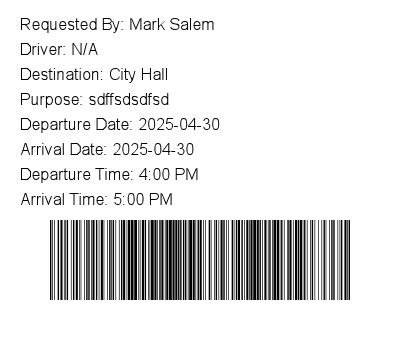 Requested By: Mark Salem
Driver: N/A
Destination: City Hall
Purpose: sdffsdsdfsd
Departure Date: 2025-04-30
Arrival Date: 2025-04-30
Departure Time: 4:00 PM
Arrival Time: 5:00 PM